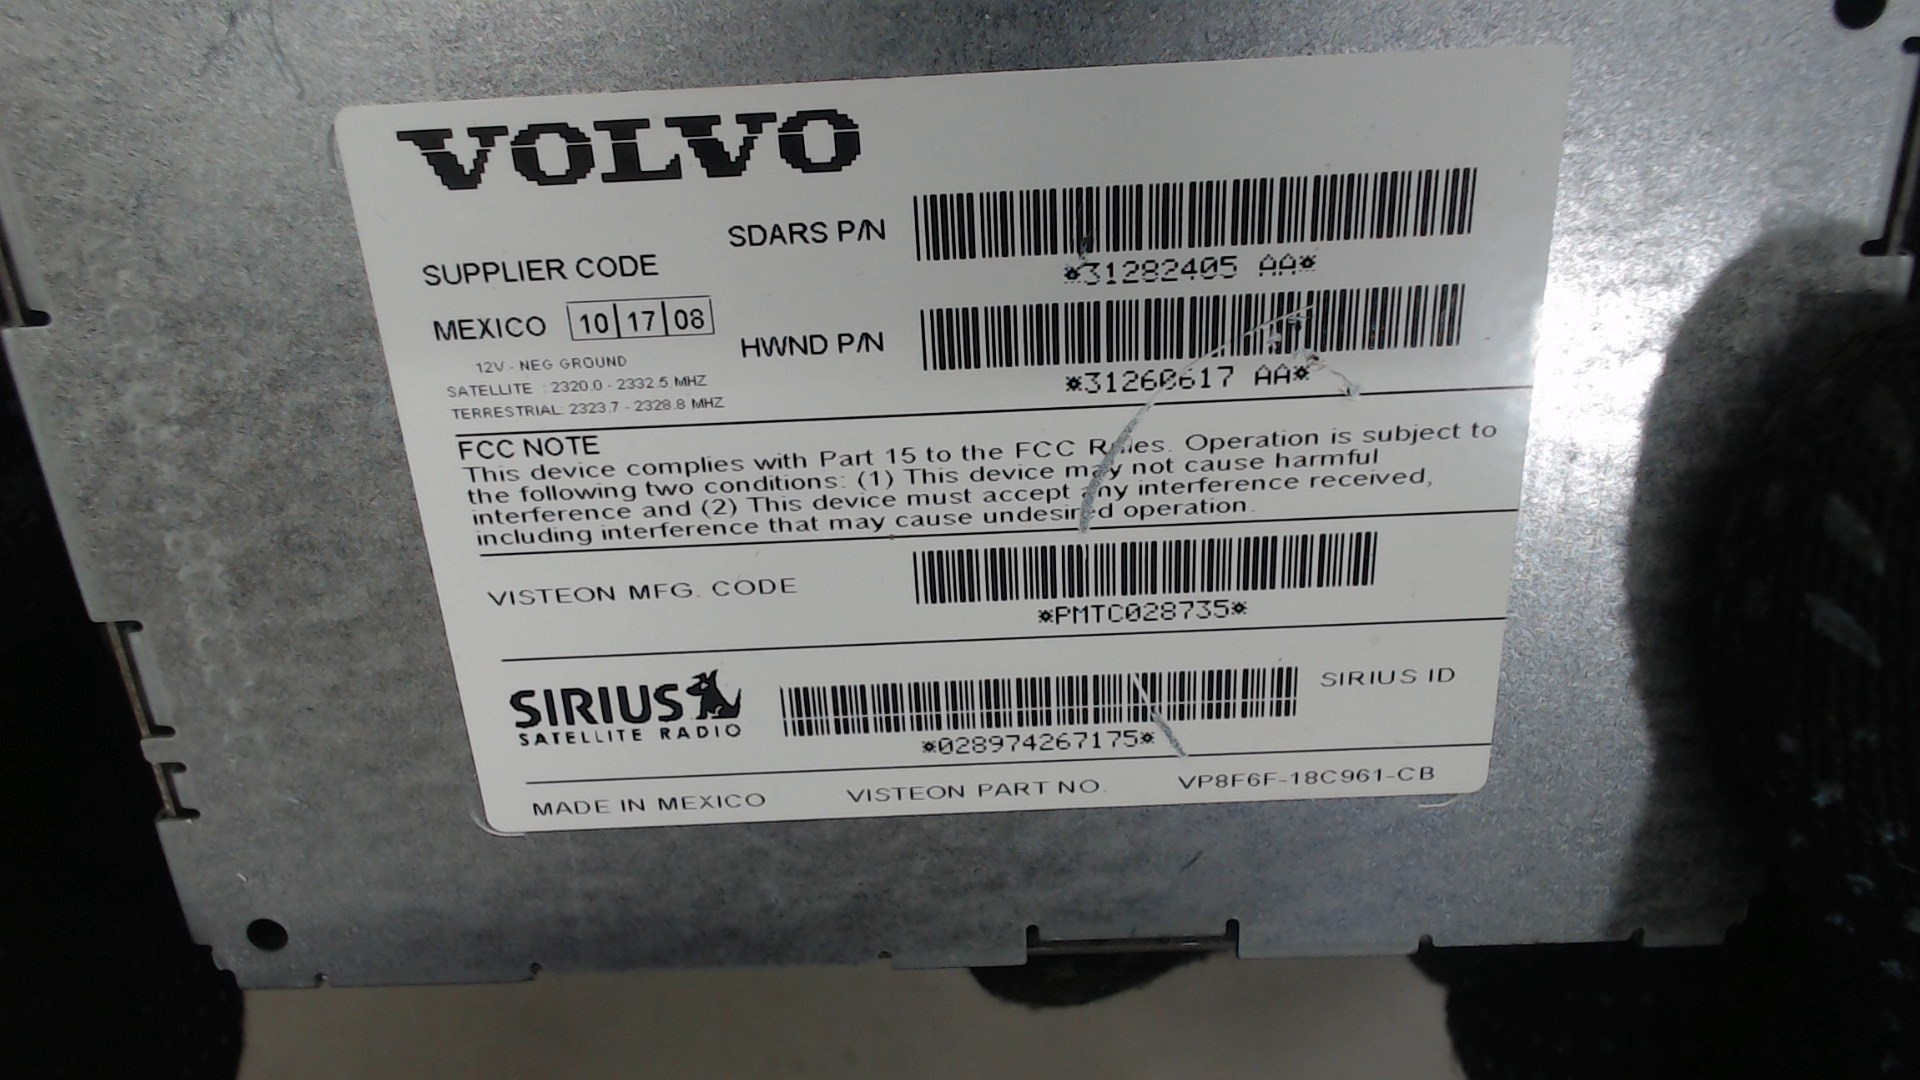 VOLVO
SDARS P/N
*31282405 AA*
SUPPLIER CODE
MEXICO 10 17 08
HWND P/N
*31260617 AA*
12V - NEG GROUND
SATELLITE : 2320.0 - 2332.5 MHZ
TERRESTRIAL: 2323.7 - 2328.8 MHZ
FCC NOTE
This device complies with Part 15 to the FCC Rules. Operation is subject to
the following two conditions: (1) This device may not cause harmful
interference and (2) This device must accept any interference received,
including interference that may cause undesired operation.
VISTEON MFG. CODE
*PMTC028735*
SIRIUS
SATELLITE RADIO
*028974267175*
SIRIUS ID
MADE IN MEXICO VISTEON PART NO. VP8F6F-18C961-CB